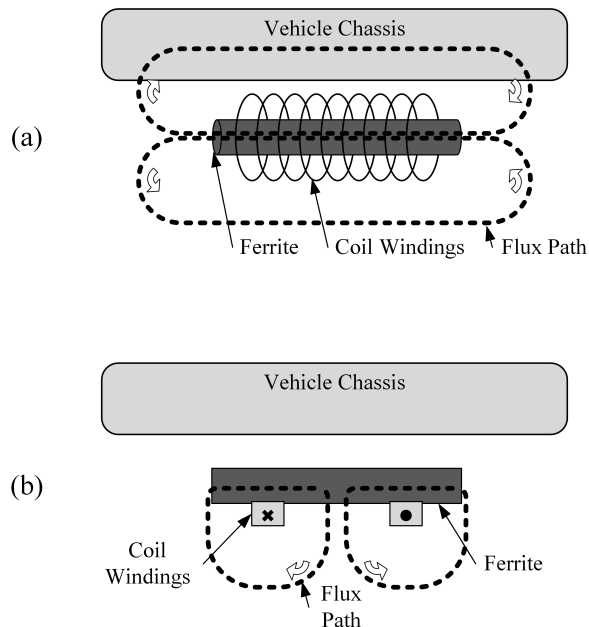 Vehicle Chassis
(a)
Ferrite
Coil Windings
Flux Path
Vehicle Chassis
(b)
Coil
Windings
Flux
Path
Ferrite